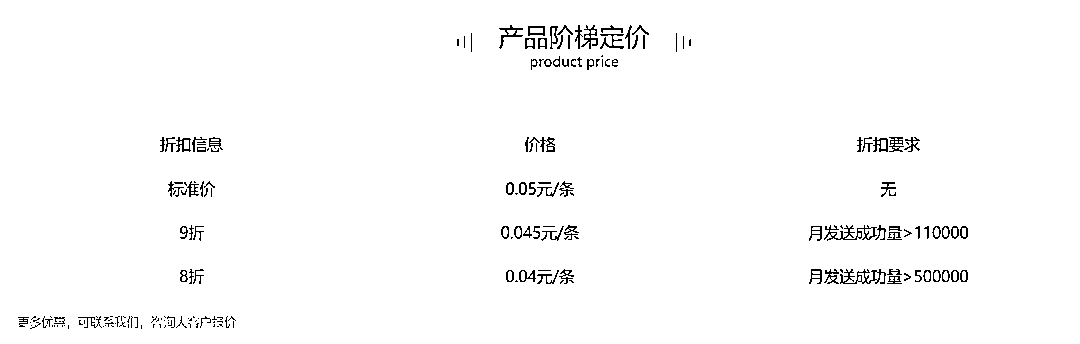 产品阶梯定价
product price
折扣信息 价格 折扣要求
标准价 0.05元/条 无
9折 0.045元/条 月发送成功量>110000
8折 0.04元/条 月发送成功量>500000
更多优惠，可联系我们，咨询大客户报价